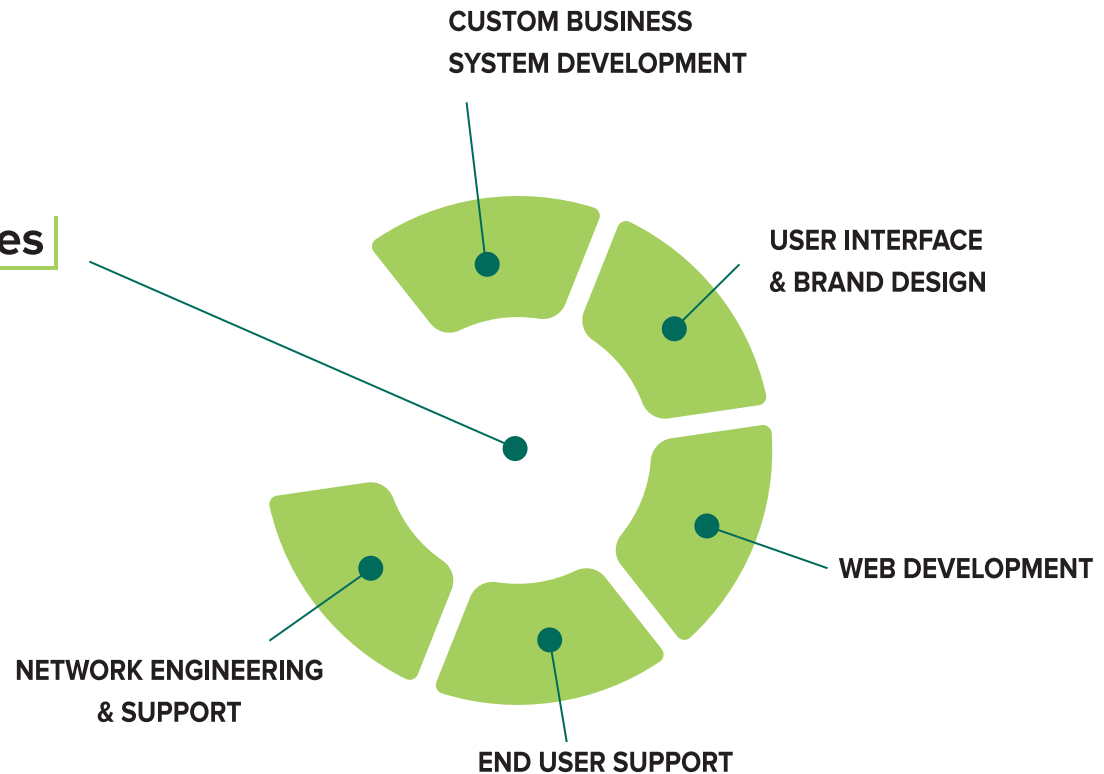 CUSTOM BUSINESS
SYSTEM DEVELOPMENT
es
USER INTERFACE
& BRAND DESIGN
WEB DEVELOPMENT
NETWORK ENGINEERING
& SUPPORT
END USER SUPPORT